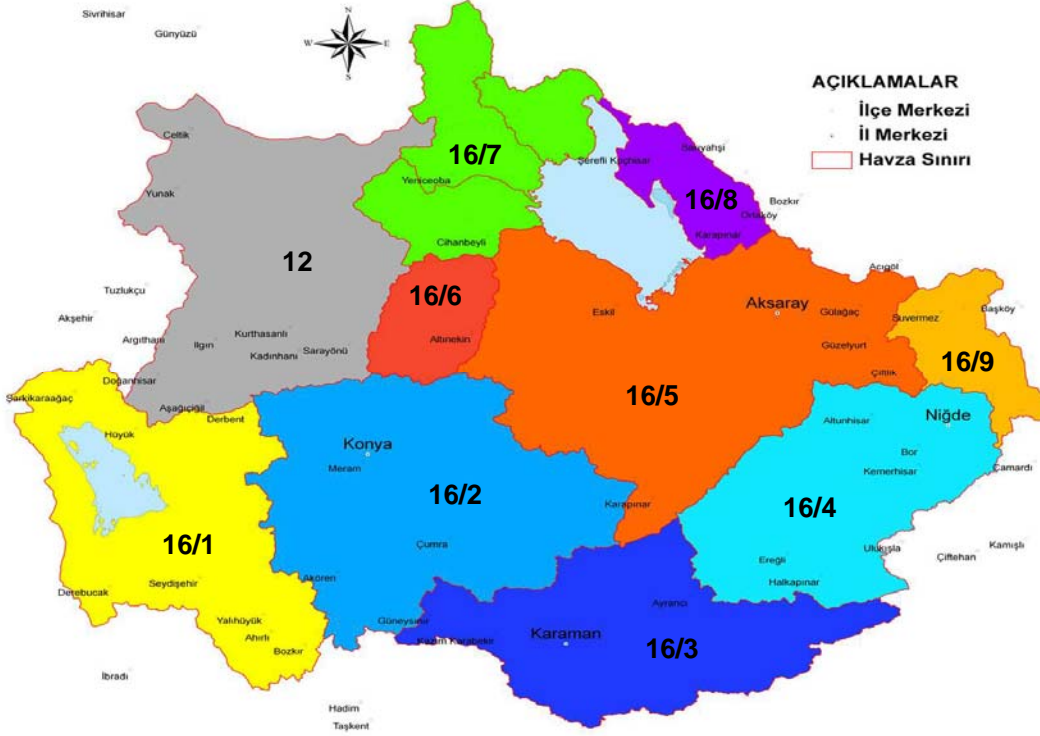 Sivrihisar
Günyüzü
N
W E
S
AÇIKLAMALAR
İlçe Merkezi
İl Merkezi
Havza Sınırı
Çeltik
16/7
Şerefli Koçhisar
Sarıyahşi
Yunak
Yeniceoba
16/8
Bozkır
Ortaköy
Karapınar
Cihanbeyli
12
Acıgöl
Tuzlukçu
16/6
Aksaray
Akşehir
Eskil
Gülağaç
Suvermez
Başköy
Argıthanı
Ilgın
Kurthasanlı
Kadınhanı
Sarayönü
Altınekin
Güzelyurt
16/9
Doğanhisar
Çiftlik
Şarkikaraağaç
Aşağıçiğil
Derbent
16/5
Altunhisar
Niğde
Hüyük
Konya
Meram
Bor
Kemerhisar
Çamardı
16/2
Karapınar
16/4
16/1
Çumra
Ulukışla
Çiftehan
Kamışlı
Ereğli
Halkapınar
Derebucak
Seydişehir
Akören
Ayrancı
Yalıhüyük
Güneysınır
Ahırlı
Kazım Karabekir
Karaman
16/3
Bozkır
İbradı
Hadim
Taşkent